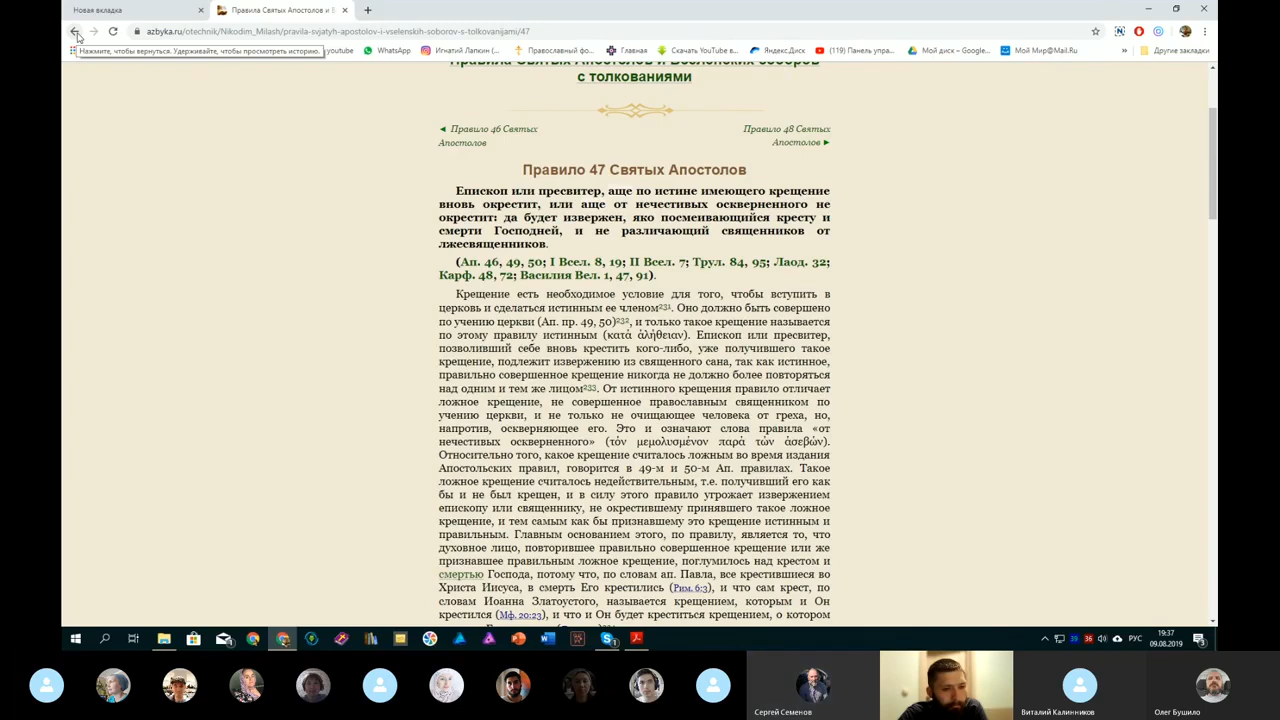 Новая вкладка
Правила Святых Апостолов и В
azbyka.ru/otechnik/Nikodim_Milash/pravila-svjatyh-apostolov-i-vselenskih-soborov-s-tolkovanijami/47
Нажмите, чтобы вернуться. Удерживайте, чтобы просмотреть историю.
youtube
WhatsApp
Игнатий Лапкин (...
Православный фо...
Главная
Скачать YouTube в...
Яндекс.Диск
(119) Панель упра...
Мой диск – Google...
Мой Мир@Mail.Ru
»
Другие закладки
Правила Святых Апостолов и Вселенских соборов
с толкованиями
◄ Правило 46 Святых
Апостолов
Правило 48 Святых
Апостолов ►
Правило 47 Святых Апостолов
Епископ или пресвитер, аще по истине имеющего крещение
вновь окрестит, или аще от нечестивых оскверненного не
окрестит: да будет извержен, яко посмеивающийся кресту и
смерти Господней, и не различающий священников от
лжесвященников.
(Ап. 46, 49, 50; I Всел. 8, 19; II Всел. 7; Трул. 84, 95; Лаод. 32;
Карф. 48, 72; Василия Вел. 1, 47, 91).
Крещение есть необходимое условие для того, чтобы вступить в
церковь и сделаться истинным ее членом231. Оно должно быть совершено
по учению церкви (Ап. пр. 49, 50)232, и только такое крещение называется
по этому правилу истинным (κατὰ ἀλήθειαν). Епископ или пресвитер,
позволивший себе вновь крестить кого-либо, уже получившего такое
крещение, подлежит извержению из священного сана, так как истинное,
правильно совершенное крещение никогда не должно более повторяться
над одним и тем же лицом233. От истинного крещения правило отличает
ложное крещение, не совершенное православным священником по
учению церкви, и не только не очищающее человека от греха, но,
напротив, оскверняющее его. Это и означают слова правила «от
нечестивых оскверненного» (τὸν μεμολυσμένον παρὰ τῶν ἀσεβῶν).
Относительно того, какое крещение считалось ложным во время издания
Апостольских правил, говорится в 49-м и 50-м Ап. правилах. Такое
ложное крещение считалось недействительным, т.е. получивший его как
бы и не был крещен, и в силу этого правило угрожает извержением
епископу или священнику, не окрестившему принявшего такое ложное
крещение, и тем самым как бы признавшему это крещение истинным и
правильным. Главным основанием этого, по правилу, является то, что
духовное лицо, повторившее правильно совершенное крещение или же
признавшее правильным ложное крещение, поглумилось над крестом и
смертью Господа, потому что, по словам ап. Павла, все крестившиеся во
Христа Иисуса, в смерть Его крестились (Рим. 6:3), и что сам крест, по
словам Иоанна Златоустого, называется крещением, которым и Он
крестился (Мф. 20:23), и что и Он будет креститься крещением, о котором
РУС
19:37
09.08.2019
Сергей Семенов
Виталий Калинников
Олег Бушило